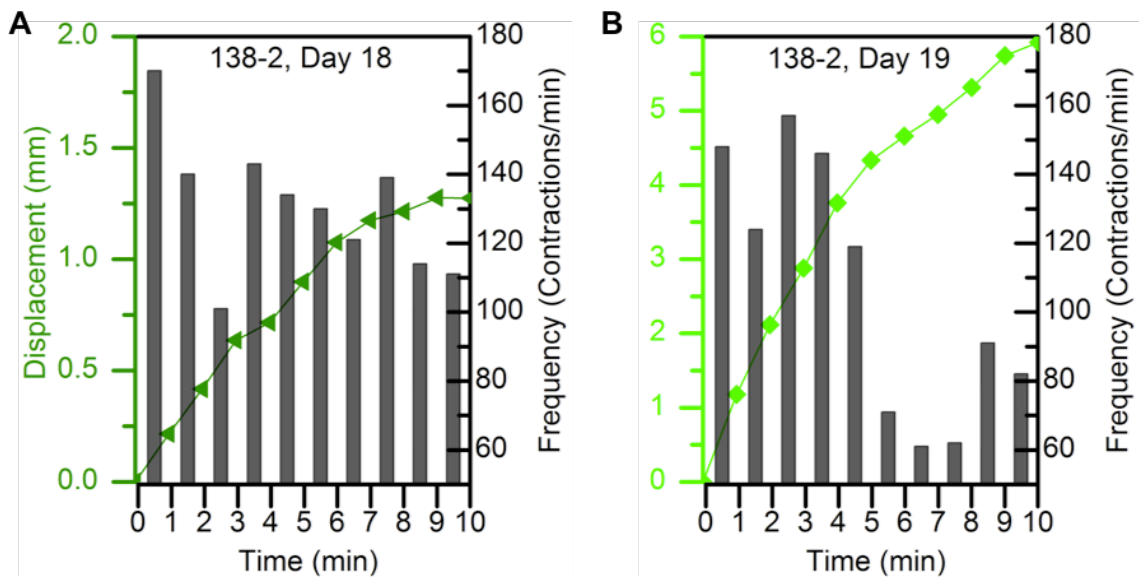 A
138-2, Day 18
Displacement (mm)
2.0
1.5
1.0
0.5
0.0
180
160
140
120
100
80
60
Frequency (Contractions/min)
0 1 2 3 4 5 6 7 8 9 10
Time (min)
B
138-2, Day 19
6
5
4
3
2
1
0
180
160
140
120
100
80
60
Frequency (Contractions/min)
0 1 2 3 4 5 6 7 8 9 10
Time (min)